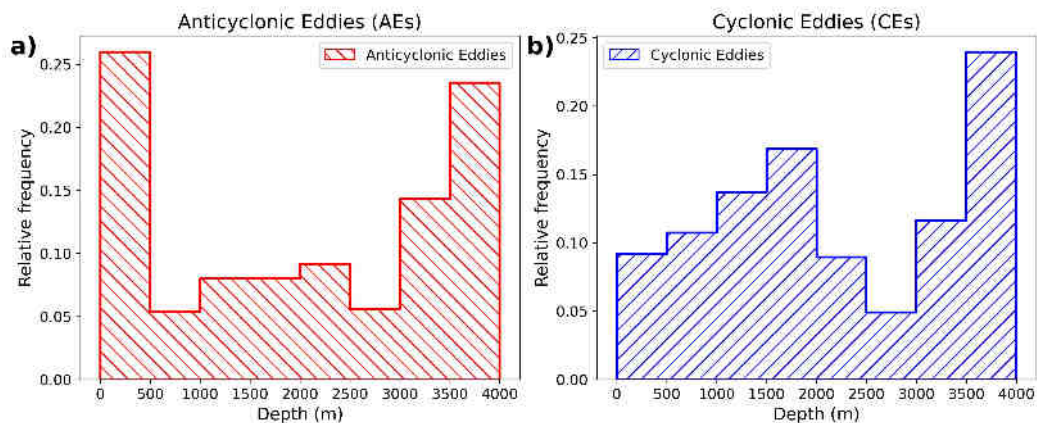 Anticyclonic Eddies (AEs)
a)
Anticyclonic Eddies
0.25
0.20
0.15
0.10
0.05
0.00
Relative frequency
0 500 1000 1500 2000 2500 3000 3500 4000
Depth (m)
Cyclonic Eddies (CEs)
b)
Cyclonic Eddies
0.25
0.20
0.15
0.10
0.05
0.00
Relative frequency
0 500 1000 1500 2000 2500 3000 3500 4000
Depth (m)